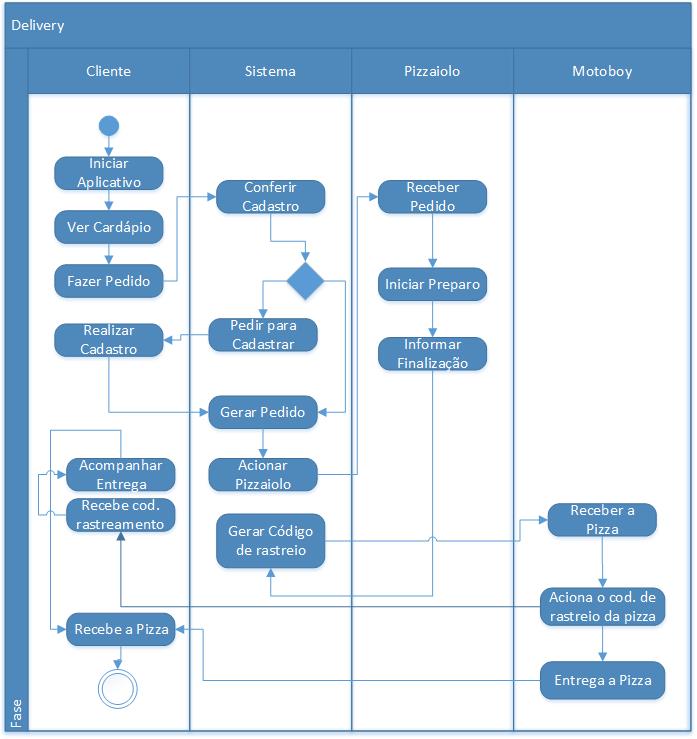 Delivery
Cliente
Sistema
Pizzaiolo
Motoboy
Iniciar
Aplicativo
Ver Cardápio
Fazer Pedido
Realizar
Cadastro
Acompanhar
Entrega
Recebe cod.
rastreamento
Recebe a Pizza
Conferir
Cadastro
Pedir para
Cadastrar
Gerar Pedido
Acionar
Pizzaiolo
Gerar Código
de rastreio
Receber
Pedido
Iniciar Preparo
Informar
Finalização
Receber a
Pizza
Aciona o cod. de
rastreio da pizza
Entrega a Pizza
Fase